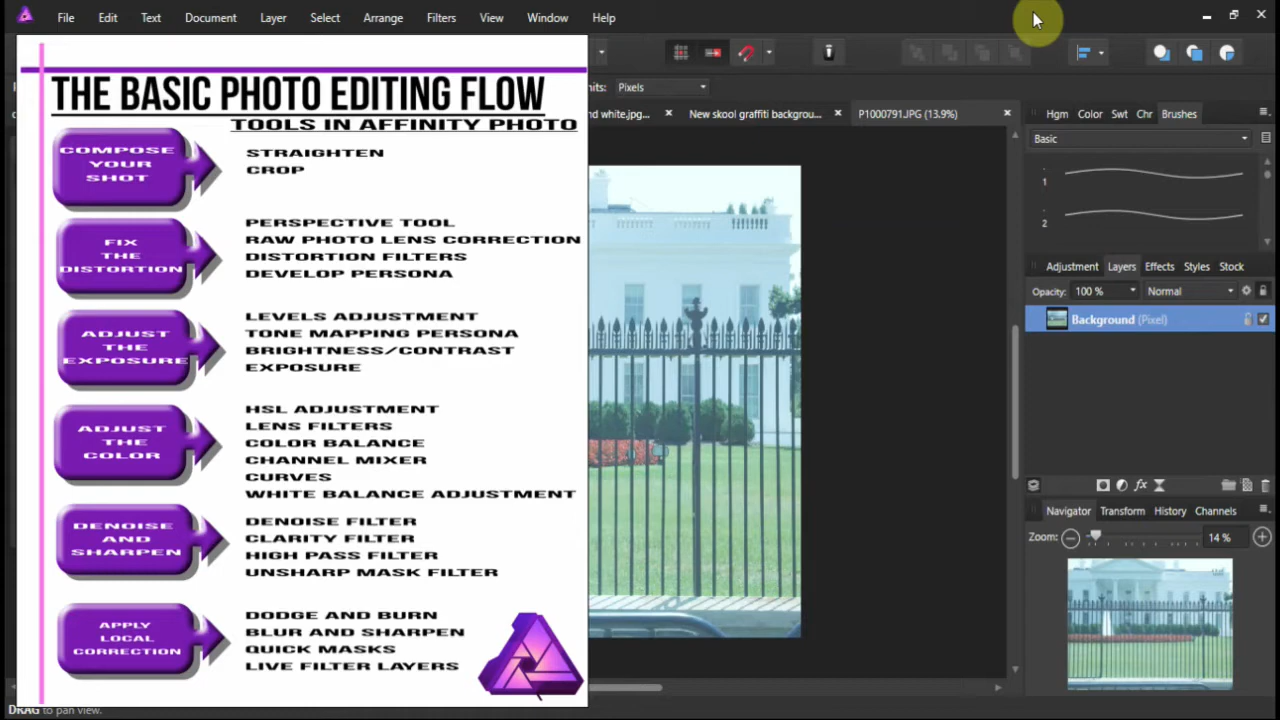 File Edit Text Document Layer Select Arrange Filters View Window Help
Pixels
nd white.jpg...
New skool graffiti backgrou...
P1000791.JPG (13.9%)
Hgm Color Swt Chr Brushes
Basic
1
2
Adjustment Layers Effects Styles Stock
Opacity: 100 % Normal
Background (Pixel)
Navigator Transform History Channels
Zoom: 14 %
THE BASIC PHOTO EDITING FLOW
TOOLS IN AFFINITY PHOTO
COMPOSE
YOUR
SHOT
STRAIGHTEN
CROP
FIX
THE
DISTORTION
PERSPECTIVE TOOL
RAW PHOTO LENS CORRECTION
DISTORTION FILTERS
DEVELOP PERSONA
ADJUST
THE
EXPOSURE
LEVELS ADJUSTMENT
TONE MAPPING PERSONA
BRIGHTNESS/CONTRAST
EXPOSURE
ADJUST
THE
COLOR
HSL ADJUSTMENT
LENS FILTERS
COLOR BALANCE
CHANNEL MIXER
CURVES
WHITE BALANCE ADJUSTMENT
DENOISE
AND
SHARPEN
DENOISE FILTER
CLARITY FILTER
HIGH PASS FILTER
UNSHARP MASK FILTER
APPLY
LOCAL
CORRECTION
DODGE AND BURN
BLUR AND SHARPEN
QUICK MASKS
LIVE FILTER LAYERS
DRAG to pan view.